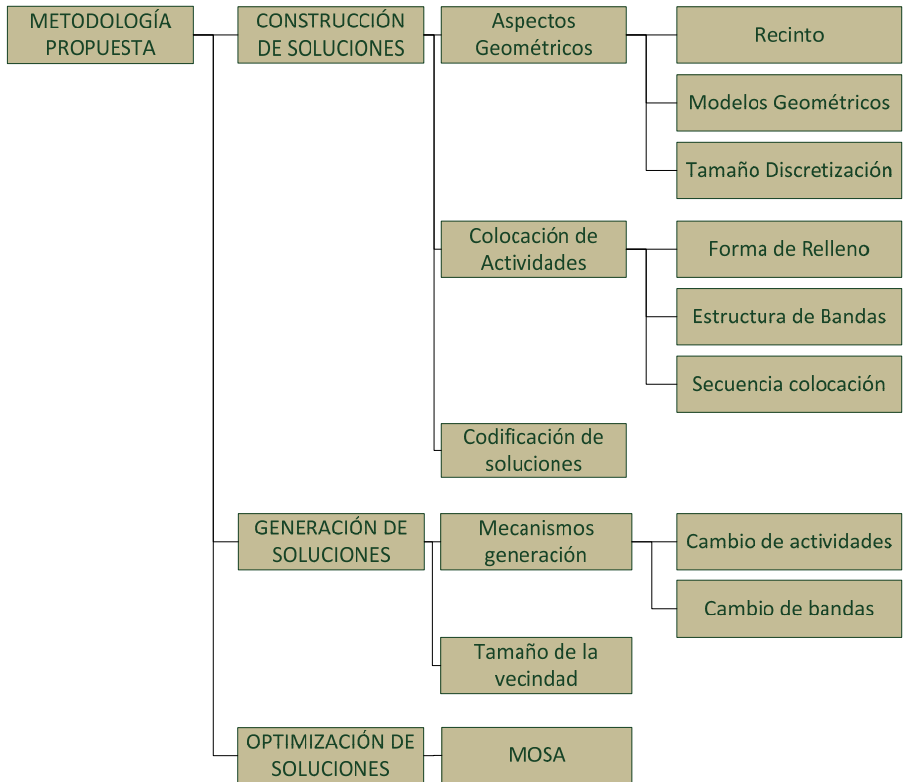 METODOLOGÍA
PROPUESTA
CONSTRUCCIÓN
DE SOLUCIONES
Aspectos
Geométricos
Recinto
Modelos Geométricos
Tamaño Discretización
Colocación de
Actividades
Forma de Relleno
Estructura de Bandas
Secuencia colocación
Codificación de
soluciones
GENERACIÓN DE
SOLUCIONES
Mecanismos
generación
Cambio de actividades
Cambio de bandas
Tamaño de la
vecindad
OPTIMIZACIÓN DE
SOLUCIONES
MOSA